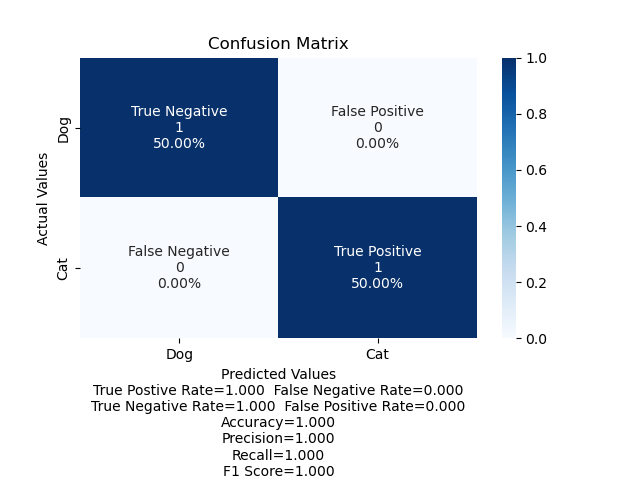 Confusion Matrix
True Negative
1
50.00%
False Positive
0
0.00%
False Negative
0
0.00%
True Positive
1
50.00%
Actual Values
Dog
Cat
Dog
Cat
1.0
0.8
0.6
0.4
0.2
0.0
Predicted Values
True Postive Rate=1.000  False Negative Rate=0.000
True Negative Rate=1.000  False Positive Rate=0.000
Accuracy=1.000
Precision=1.000
Recall=1.000
F1 Score=1.000